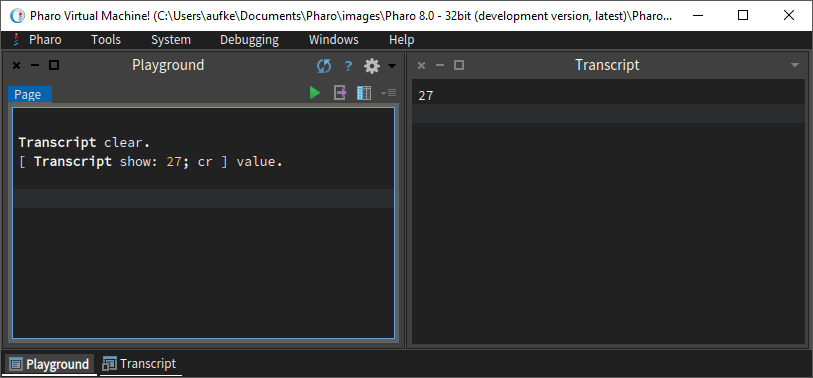 Pharo Virtual Machine! (C:\Users\aufke\Documents\Pharo\images\Pharo 8.0 - 32bit (development version, latest)\Pharo...
Pharo Tools System Debugging Windows Help
Playground ?
Transcript
Page
Transcript clear.
[ Transcript show: 27; cr ] value.
27
Playground Transcript